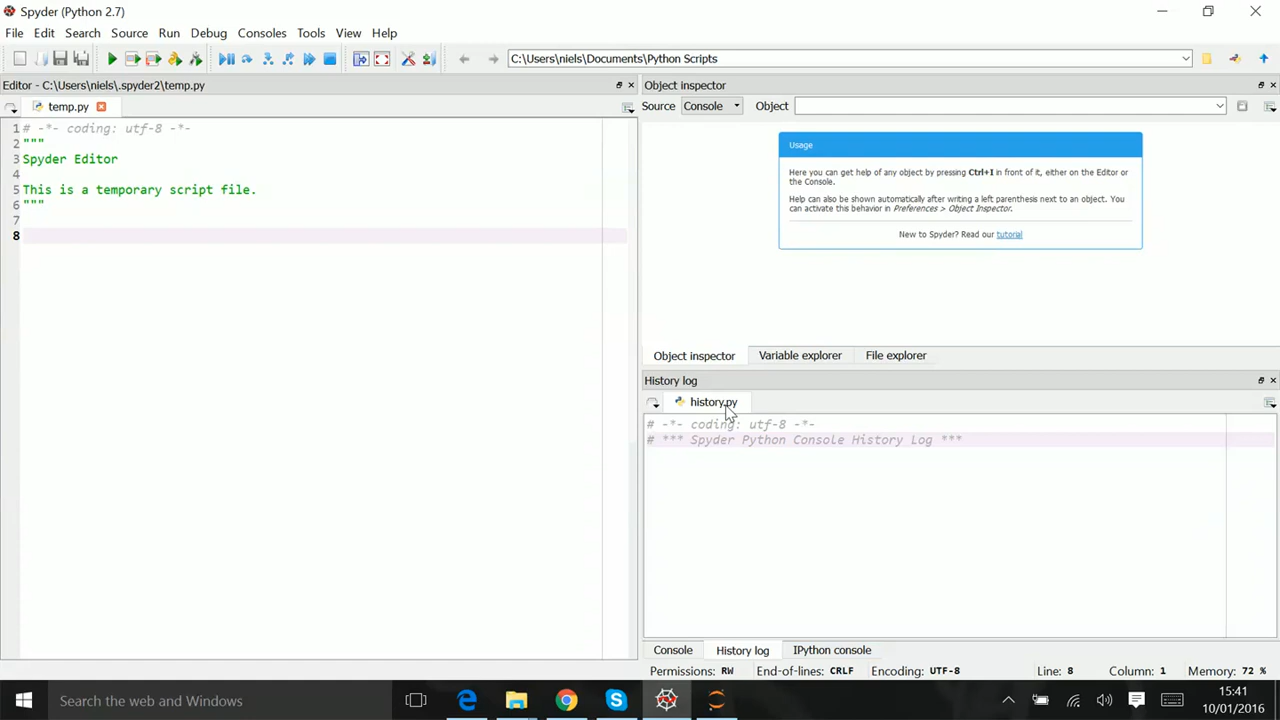 Spyder (Python 2.7)
File Edit Search Source Run Debug Consoles Tools View Help
C:\Users\niels\Documents\Python Scripts
Editor - C:\Users\niels\.spyder2\temp.py
temp.py
1 # -*- coding: utf-8 -*-
2 """
3 Spyder Editor
4
5 This is a temporary script file.
6 """
7
8
Object inspector
Source Console Object
Usage
Here you can get help of any object by pressing Ctrl+I in front of it, either on the Editor or
the Console.
Help can also be shown automatically after writing a left parenthesis next to an object. You
can activate this behavior in Preferences > Object Inspector.
New to Spyder? Read our tutorial
Object inspector Variable explorer File explorer
History log
history.py
# -*- coding: utf-8 -*-
# *** Spyder Python Console History Log ***
Console History log IPython console
Permissions: RW End-of-lines: CRLF Encoding: UTF-8 Line: 8 Column: 1 Memory: 72 %
Search the web and Windows
15:41
10/01/2016